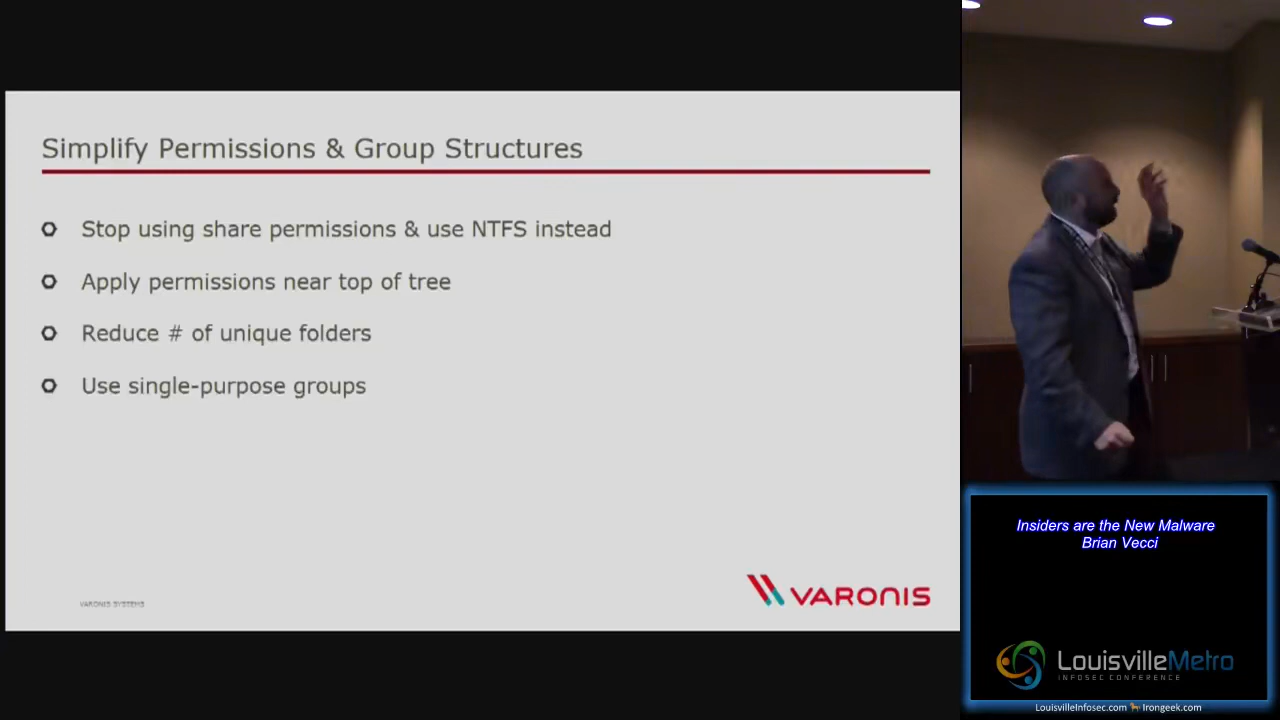 Simplify Permissions & Group Structures
Stop using share permissions & use NTFS instead
Apply permissions near top of tree
Reduce # of unique folders
Use single-purpose groups
VARONIS SYSTEMS
VARONIS
Insiders are the New Malware
Brian Vecci
LouisvilleMetro
INFOSEC CONFERENCE
LouisvilleInfosec.com Irongeek.com